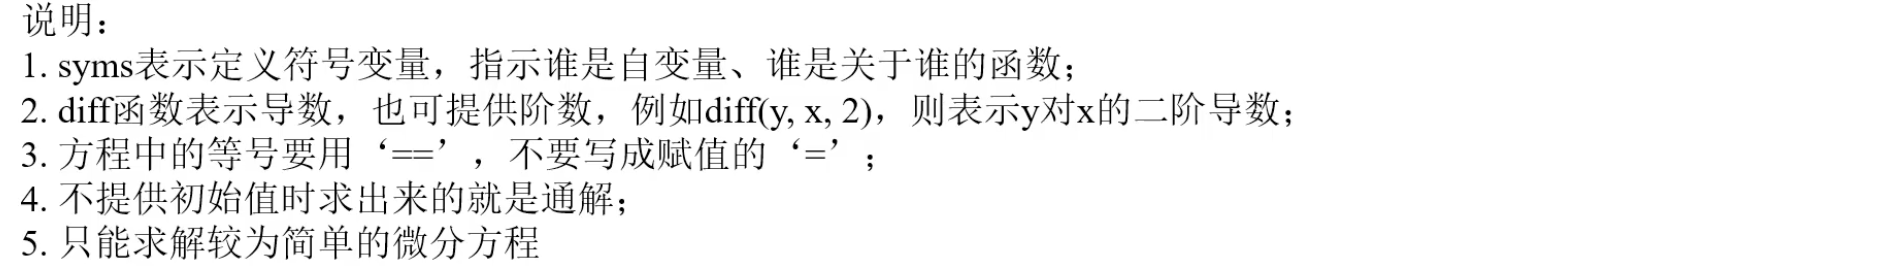 说明：
1. syms表示定义符号变量，指示谁是自变量、谁是关于谁的函数；
2. diff函数表示导数，也可提供阶数，例如diff(y, x, 2)，则表示y对x的二阶导数；
3. 方程中的等号要用‘==’，不要写成赋值的‘=’；
4. 不提供初始值时求出来的就是通解；
5. 只能求解较为简单的微分方程